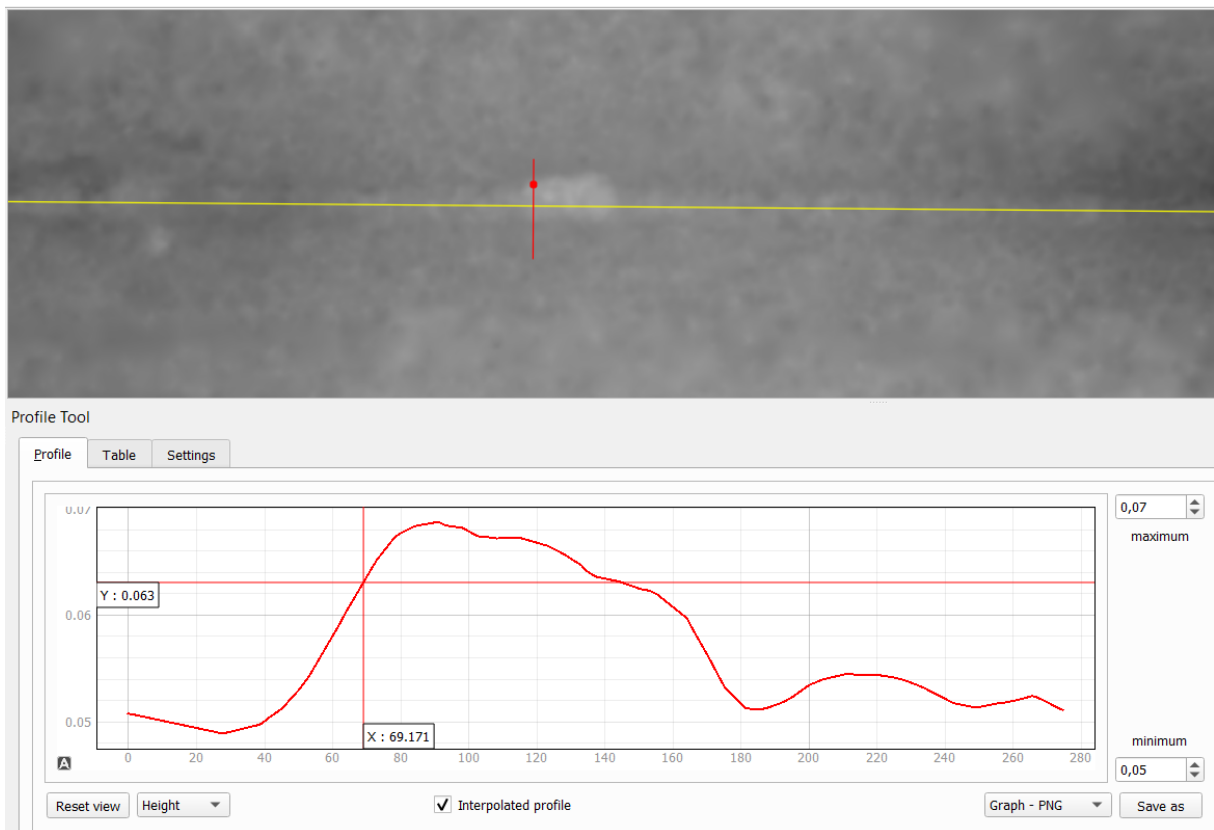 Profile Tool
Profile Table Settings
0.07
0.06
0.05
Y : 0.063
X : 69.171
0 20 40 60 80 100 120 140 160 180 200 220 240 260 280
A
0,07
maximum
minimum
0,05
Reset view Height Interpolated profile Graph - PNG Save as